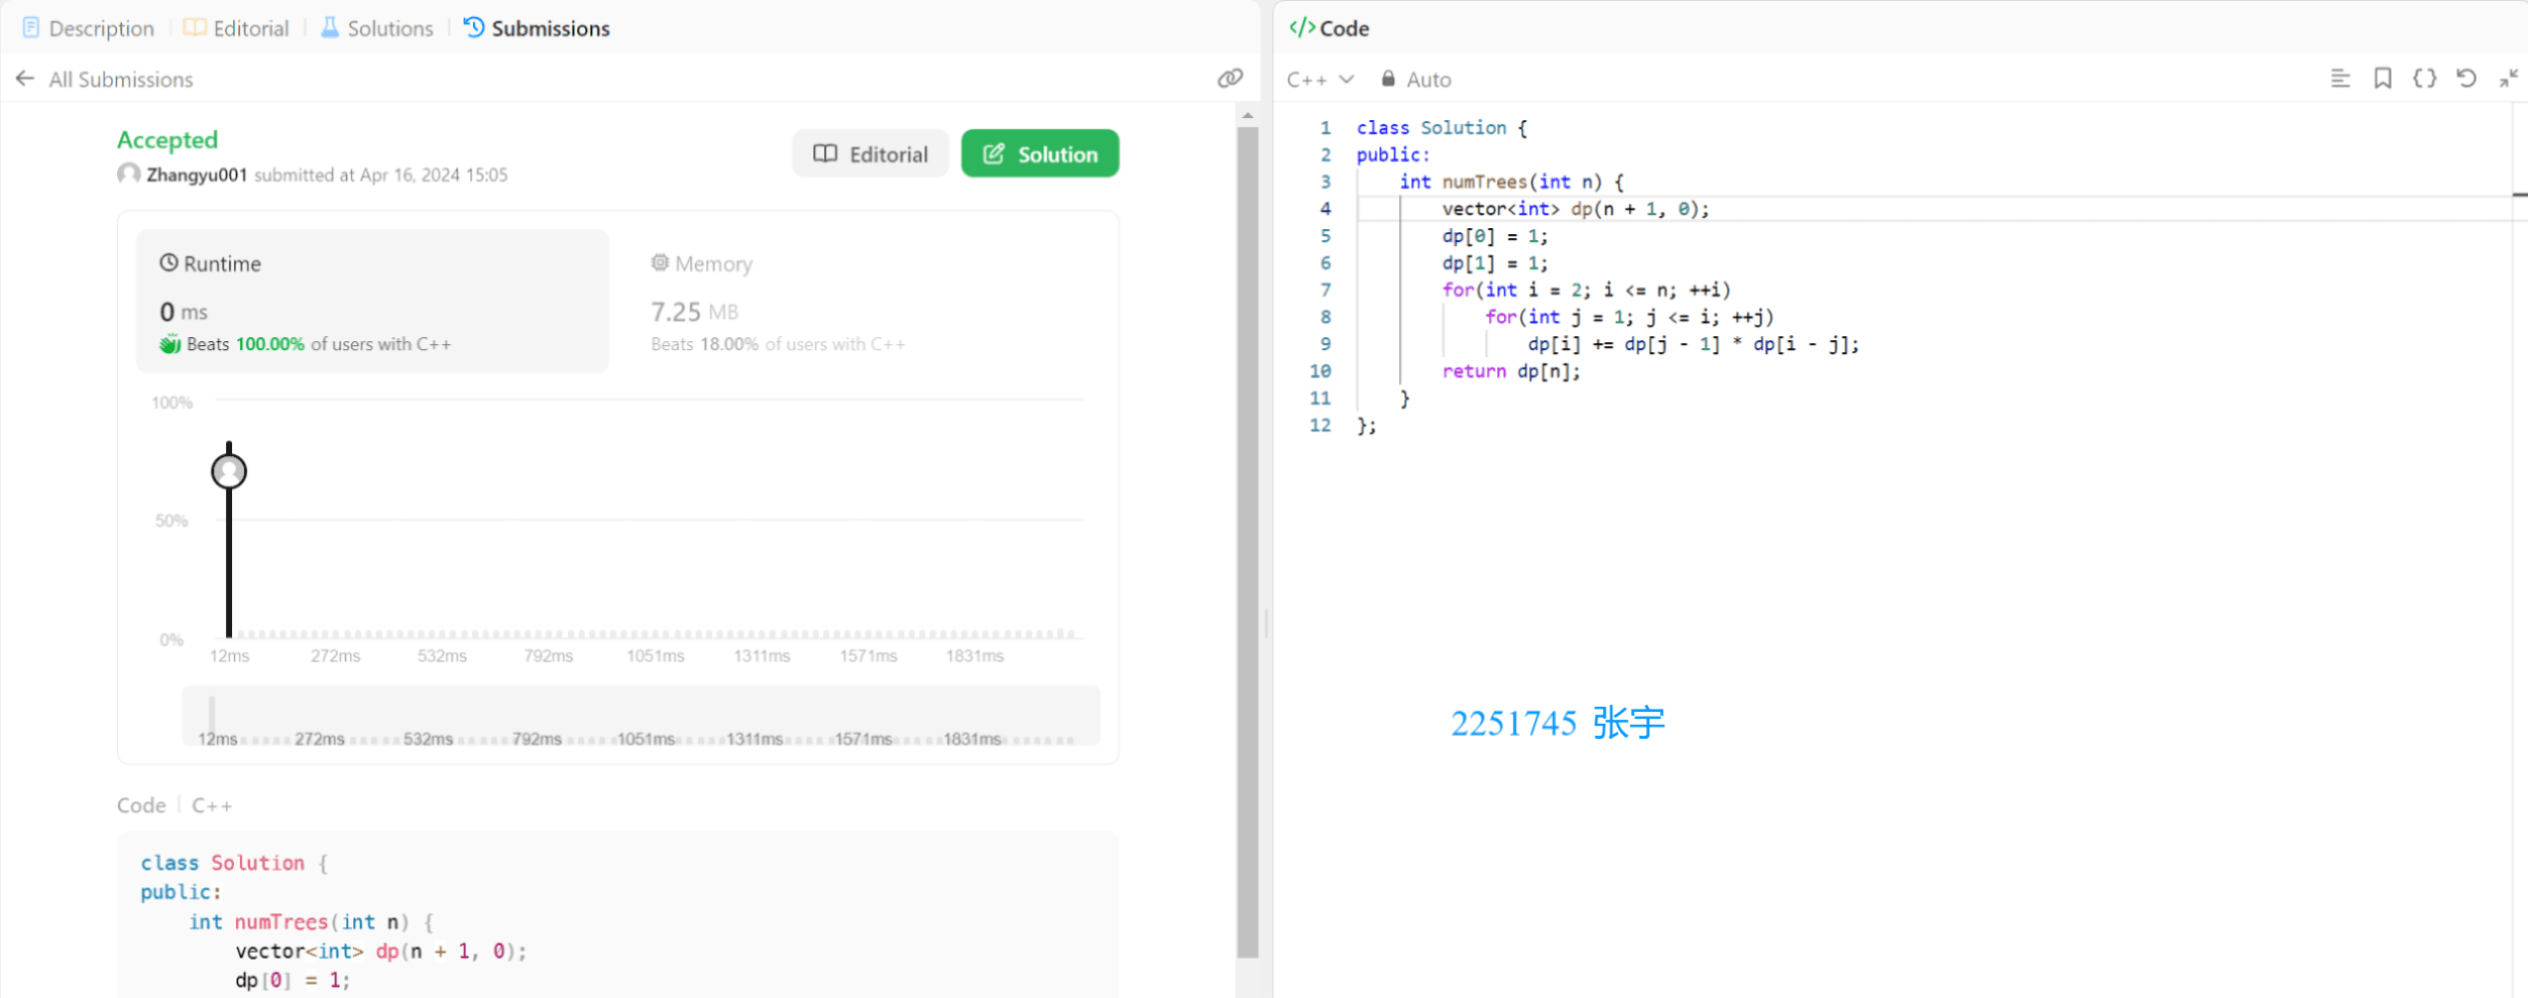 Description | Editorial | Solutions | Submissions
All Submissions
Accepted
Zhangyu001 submitted at Apr 16, 2024 15:05
Editorial
Solution
Runtime
0 ms
Beats 100.00% of users with C++
Memory
7.25 MB
Beats 18.00% of users with C++
100%
50%
0%
12ms 272ms 532ms 792ms 1051ms 1311ms 1571ms 1831ms
12ms 272ms 532ms 792ms 1051ms 1311ms 1571ms 1831ms
Code | C++
class Solution {
public:
    int numTrees(int n) {
        vector<int> dp(n + 1, 0);
        dp[0] = 1;
</> Code
C++ Auto
1 class Solution {
2 public:
3     int numTrees(int n) {
4         vector<int> dp(n + 1, 0);
5         dp[0] = 1;
6         dp[1] = 1;
7         for(int i = 2; i <= n; ++i)
8             for(int j = 1; j <= i; ++j)
9                 dp[i] += dp[j - 1] * dp[i - j];
10         return dp[n];
11     }
12 };
2251745 张宇